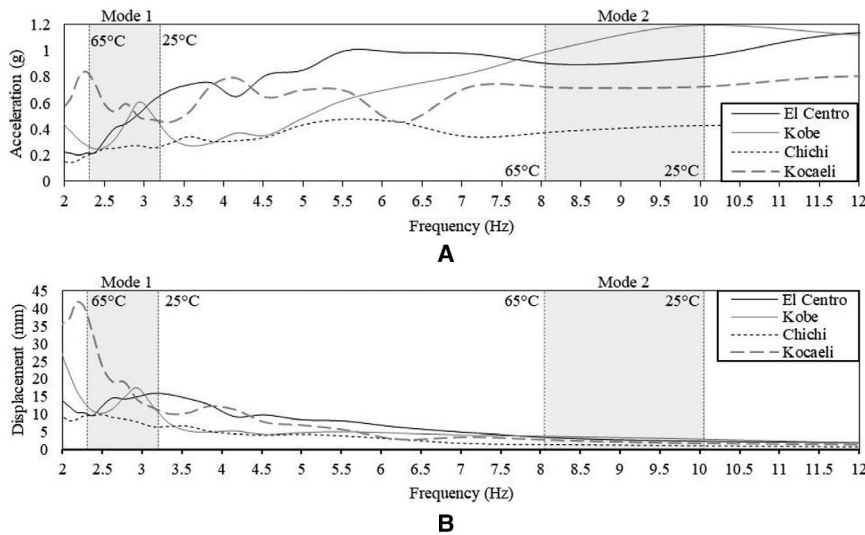 A
Mode 1
Mode 2
65°C
25°C
1.2
1
0.8
0.6
0.4
0.2
0
Acceleration (g)
65°C
25°C
El Centro
Kobe
Chichi
Kocaeli
2 2.5 3 3.5 4 4.5 5 5.5 6 6.5 7 7.5 8 8.5 9 9.5 10 10.5 11 11.5 12
Frequency (Hz)
A
Mode 1
Mode 2
45
40
35
30
25
20
15
10
5
0
Displacement (mm)
65°C
25°C
65°C
25°C
El Centro
Kobe
Chichi
Kocaeli
2 2.5 3 3.5 4 4.5 5 5.5 6 6.5 7 7.5 8 8.5 9 9.5 10 10.5 11 11.5 12
Frequency (Hz)
B